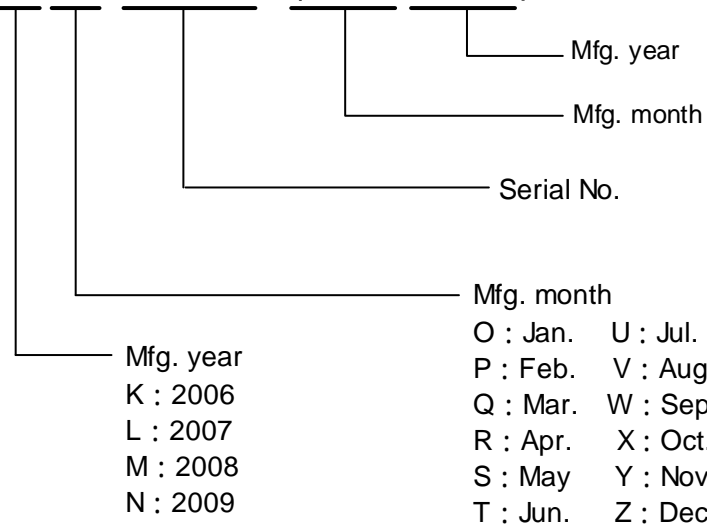 Mfg. year
Mfg. month
Serial No.
Mfg. month
O : Jan. U : Jul.
P : Feb. V : Aug
Q : Mar. W : Sep
R : Apr. X : Oct.
S : May Y : Nov
T : Jun. Z : Dec
Mfg. year
K : 2006
L : 2007
M : 2008
N : 2009